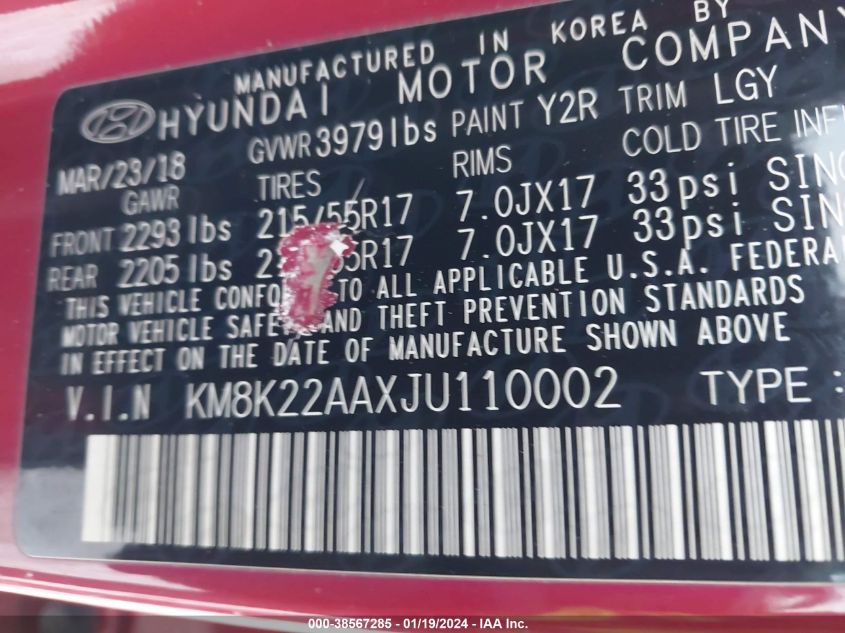 MANUFACTURED IN KOREA BY
HYUNDAI MOTOR COMPANY
MAR/23/18 GVWR 3979 lbs PAINT Y2R TRIM LGY
GAWR TIRES RIMS COLD TIRE
FRONT 2293 lbs 215/55R17 7.0JX17 33psi
REAR 2205 lbs 7.0JX17 33psi
THIS VEHICLE TO ALL APPLICABLE U.S.A. FEDERAL
MOTOR VEHICLE AND THEFT PREVENTION STANDARDS
IN EFFECT ON THE DATE OF MANUFACTURE SHOWN ABOVE
V.I.N KM8K22AAXJU110002 TYPE :
000-38567285 - 01/19/2024 - IAA Inc.